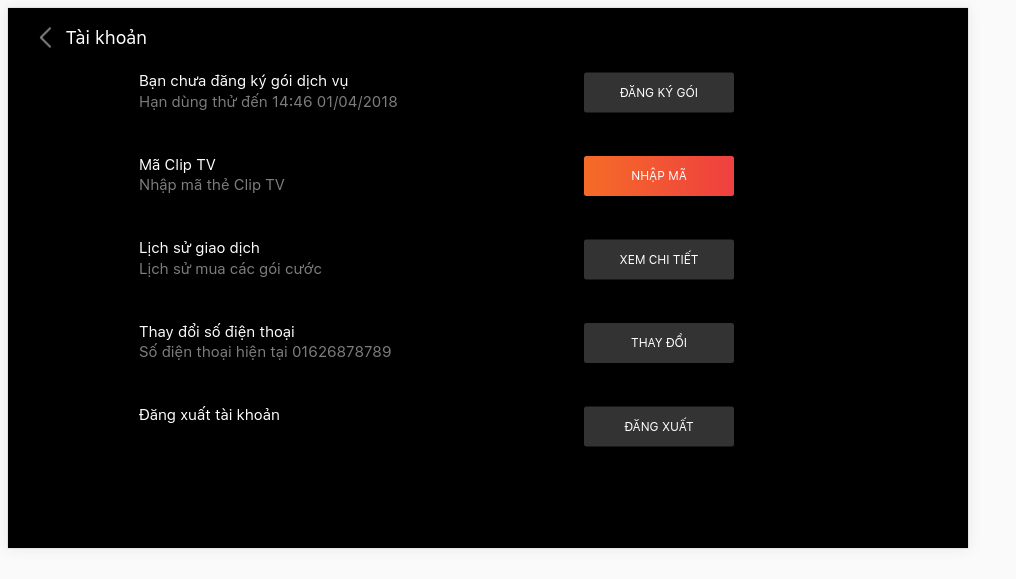 Tài khoản
Bạn chưa đăng ký gói dịch vụ
Hạn dùng thử đến 14:46 01/04/2018
ĐĂNG KÝ GÓI
Mã Clip TV
Nhập mã thẻ Clip TV
NHẬP MÃ
Lịch sử giao dịch
Lịch sử mua các gói cước
XEM CHI TIẾT
Thay đổi số điện thoại
Số điện thoại hiện tại 01626878789
THAY ĐỔI
Đăng xuất tài khoản
ĐĂNG XUẤT